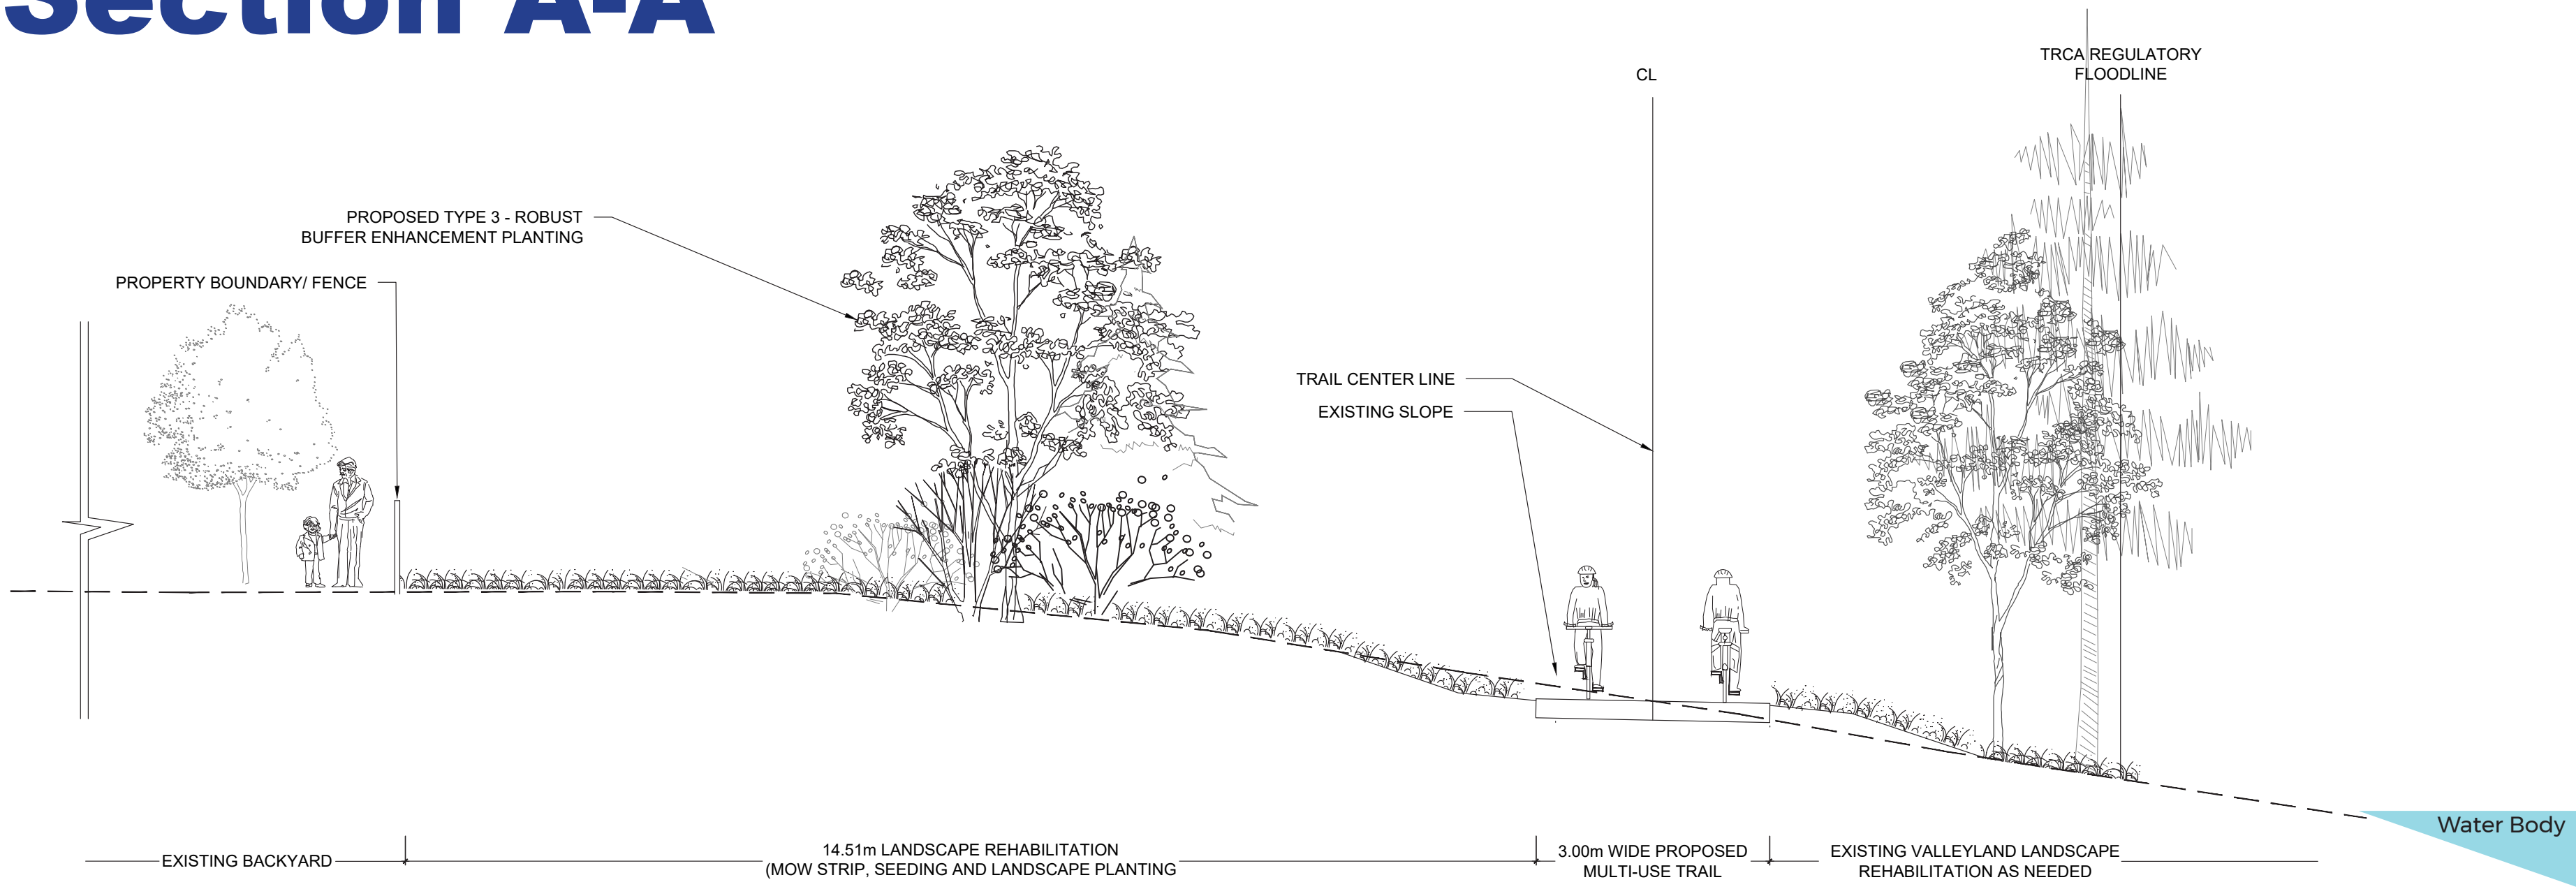 Section A-A
CL
TRCA REGULATORY
FLOODLINE
PROPOSED TYPE 3 - ROBUST
BUFFER ENHANCEMENT PLANTING
PROPERTY BOUNDARY/ FENCE
TRAIL CENTER LINE
EXISTING SLOPE
EXISTING BACKYARD
14.51m LANDSCAPE REHABILITATION
(MOW STRIP, SEEDING AND LANDSCAPE PLANTING
3.00m WIDE PROPOSED
MULTI-USE TRAIL
EXISTING VALLEYLAND LANDSCAPE
REHABILITATION AS NEEDED
Water Body